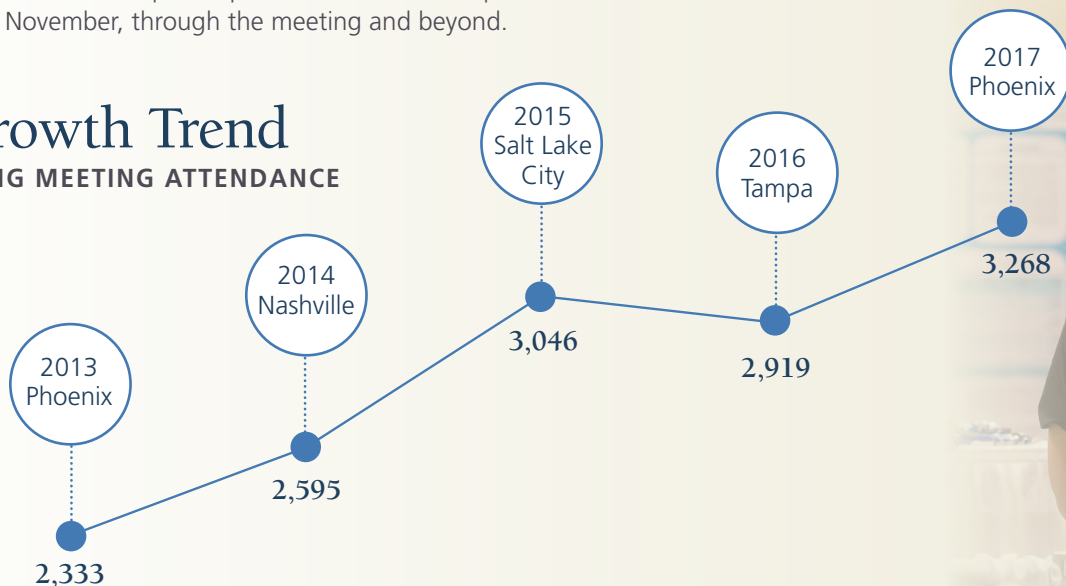 November, through the meeting and beyond.
rowth Trend
NG MEETING ATTENDANCE
2013
Phoenix
2,333
2014
Nashville
2,595
2015
Salt Lake
City
3,046
2016
Tampa
2,919
2017
Phoenix
3,268